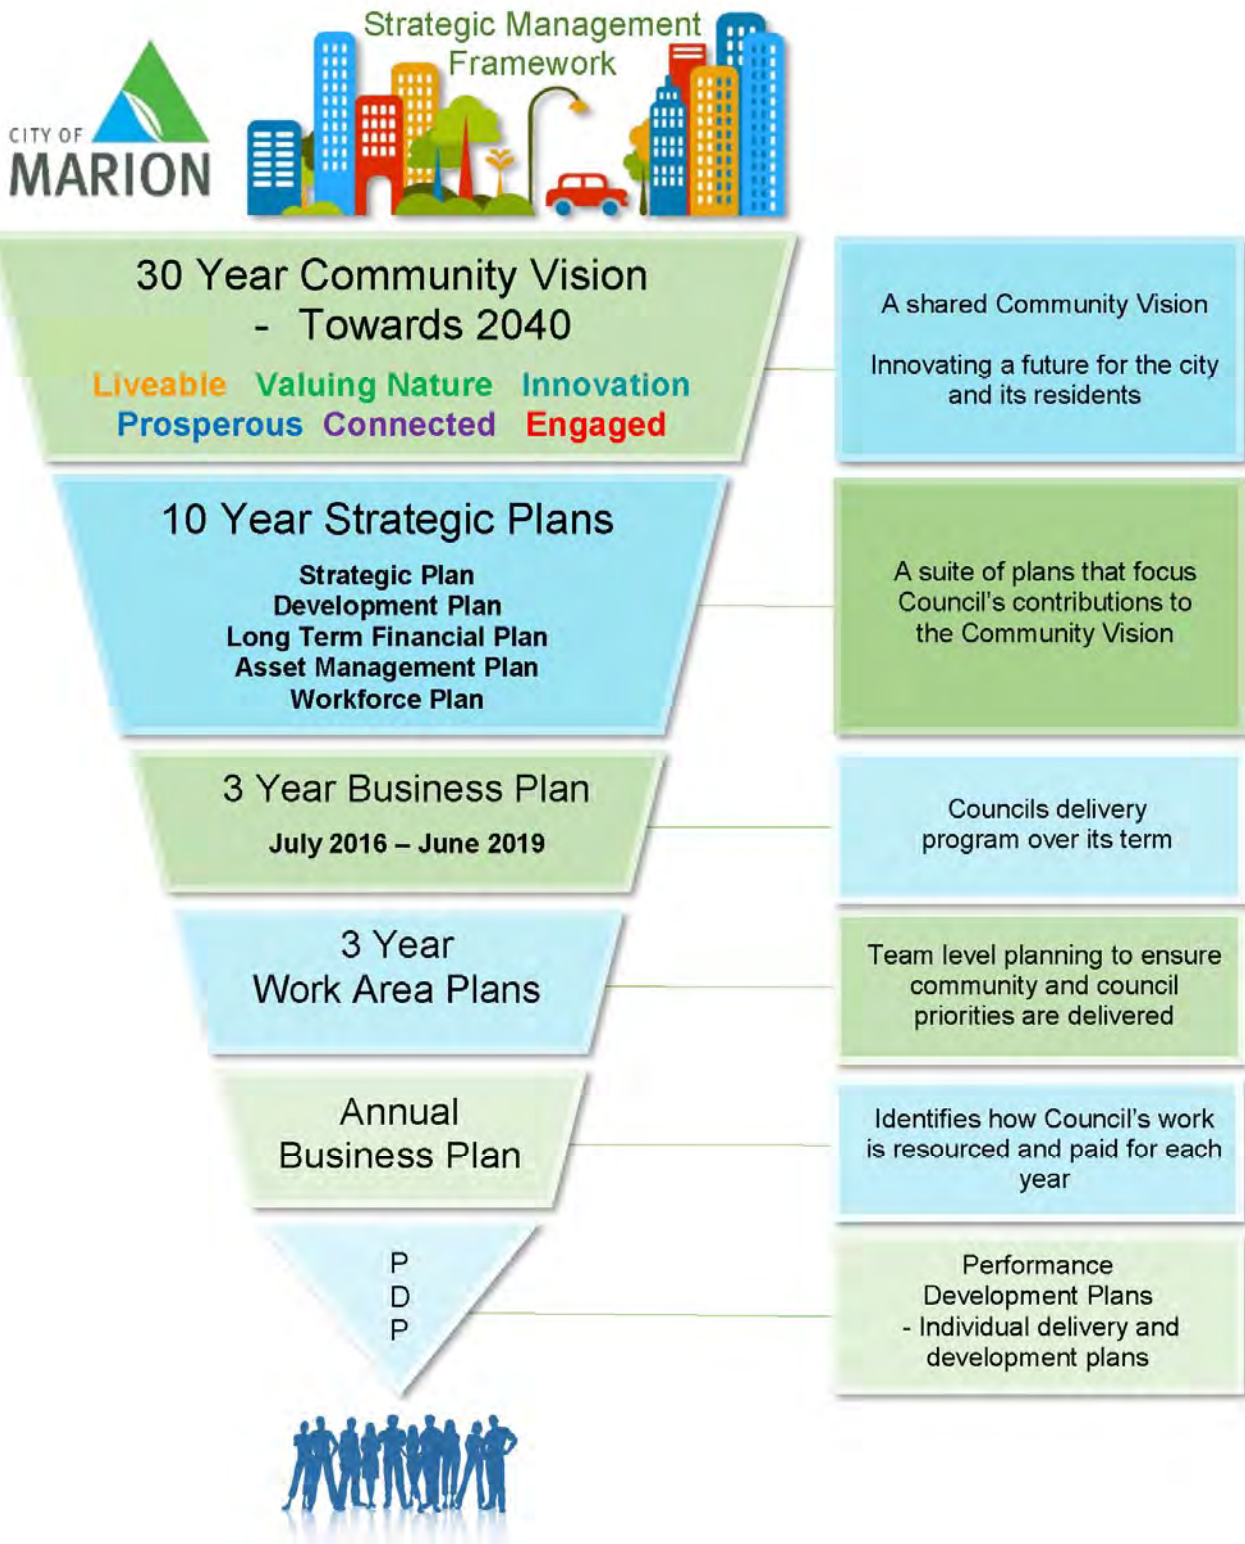 Strategic Management
Framework
CITY OF
MARION
30 Year Community Vision
- Towards 2040
Liveable Valuing Nature Innovation
Prosperous Connected Engaged
A shared Community Vision
Innovating a future for the city
and its residents
10 Year Strategic Plans
Strategic Plan
Development Plan
Long Term Financial Plan
Asset Management Plan
Workforce Plan
A suite of plans that focus
Council's contributions to
the Community Vision
3 Year Business Plan
July 2016 – June 2019
Councils delivery
program over its term
3 Year
Work Area Plans
Team level planning to ensure
community and council
priorities are delivered
Annual
Business Plan
Identifies how Council's work
is resourced and paid for each
year
P
D
P
Performance
Development Plans
- Individual delivery and
development plans